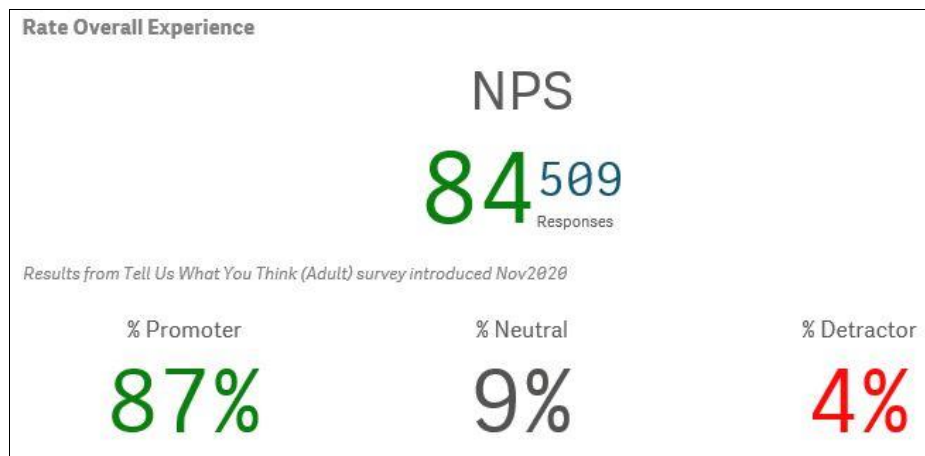 Rate Overall Experience
NPS
84 509
Responses
Results from Tell Us What You Think (Adult) survey introduced Nov2020
% Promoter % Neutral % Detractor
87% 9% 4%